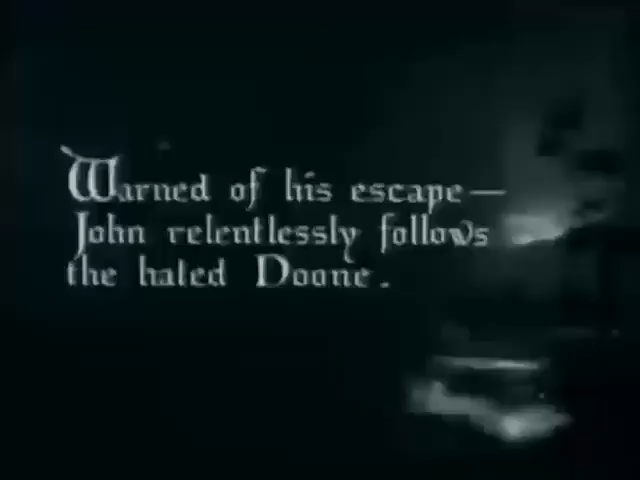 Warned of his escape—
John relentlessly follows
the hated Doone.